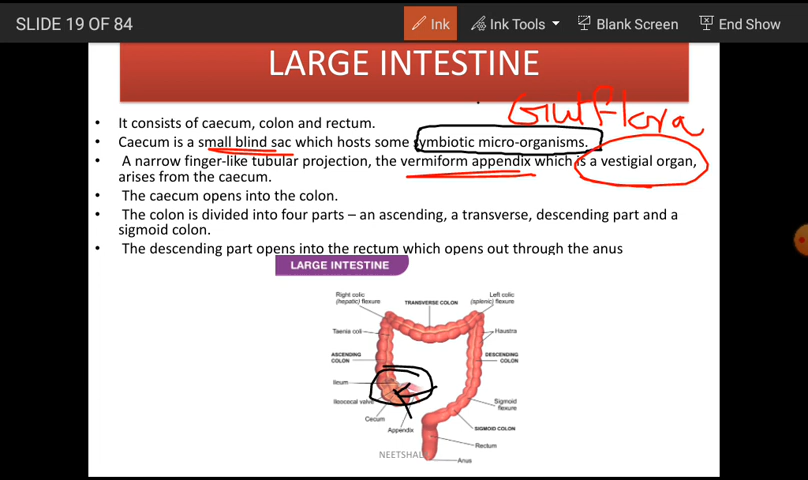 SLIDE 19 OF 84
Ink
Ink Tools
Blank Screen
End Show
LARGE INTESTINE
Gut flora
• It consists of caecum, colon and rectum.
• Caecum is a small blind sac which hosts some symbiotic micro-organisms.
• A narrow finger-like tubular projection, the vermiform appendix which is a vestigial organ,
arises from the caecum.
• The caecum opens into the colon.
• The colon is divided into four parts – an ascending, a transverse, descending part and a
sigmoid colon.
• The descending part opens into the rectum which opens out through the anus
LARGE INTESTINE
Right colic
(hepatic) flexure
TRANSVERSE COLON
Left colic
(splenic) flexure
Taenia coli
Haustra
ASCENDING
COLON
DESCENDING
COLON
Ileum
Ileocecal valve
Sigmoid
flexure
Cecum
Appendix
SIGMOID COLON
Rectum
NEETSHAL
Anus